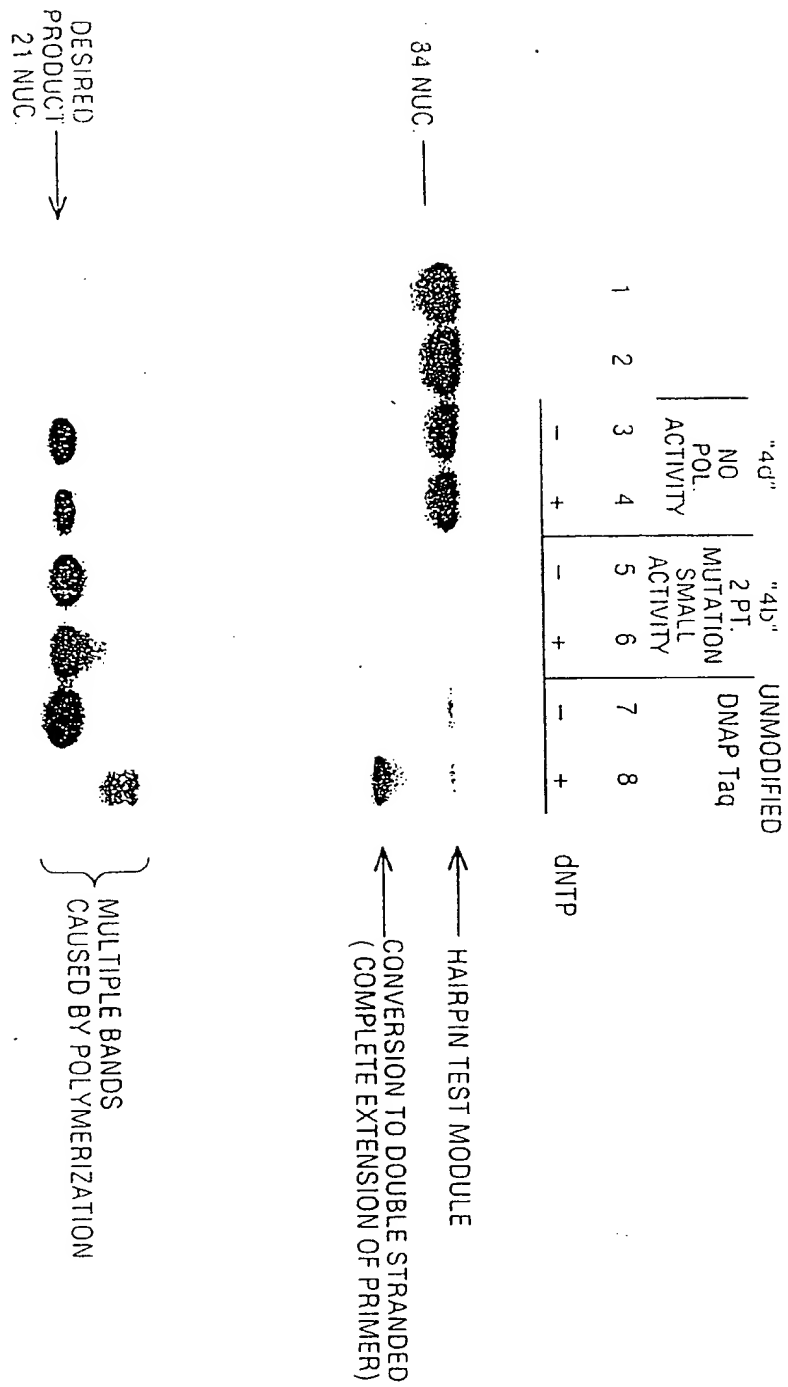 UNMODIFIED
"4d"
NO
POL.
ACTIVITY
"4b"
2 PT.
MUTATION
SMALL
ACTIVITY
DNAP Taq
1 2 3 4 5 6 7 8
− + − + − + dNTP
84 NUC.
HAIRPIN TEST MODULE
CONVERSION TO DOUBLE STRANDED
( COMPLETE EXTENSION OF PRIMER)
DESIRED
PRODUCT
21 NUC.
MULTIPLE BANDS
CAUSED BY POLYMERIZATION